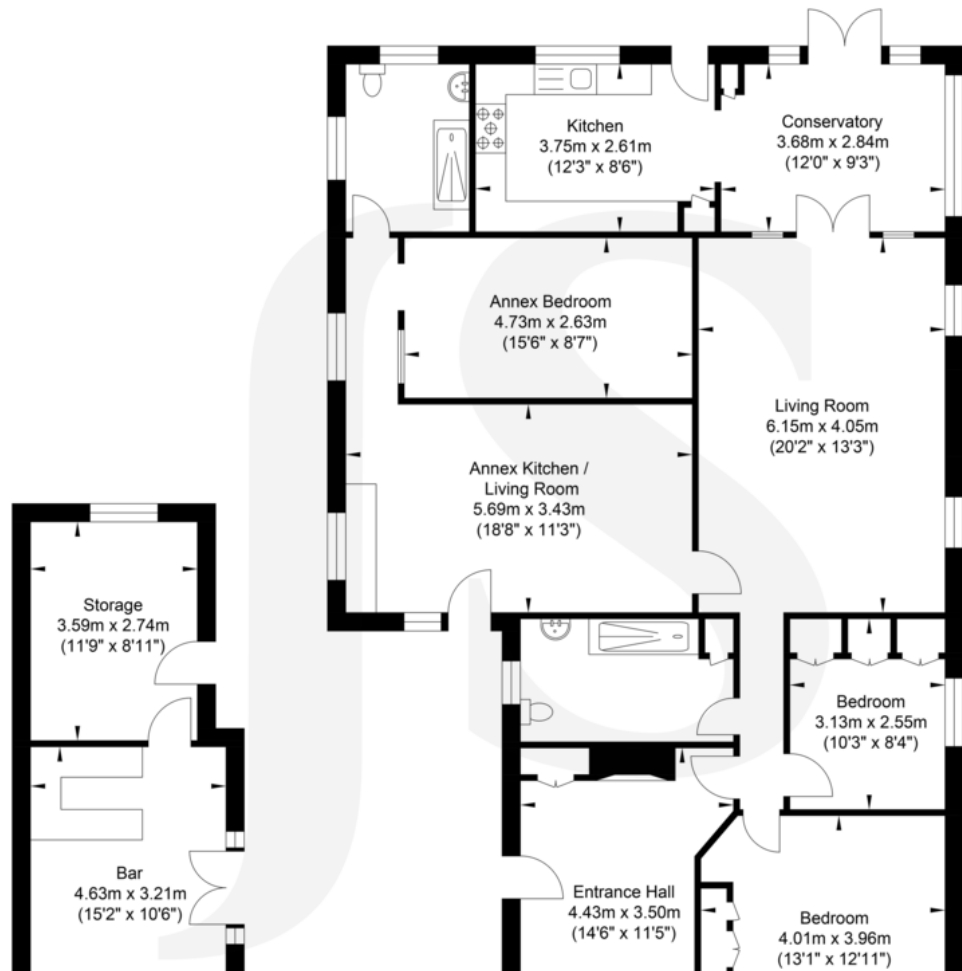 Kitchen
3.75m x 2.61m
(12'3" x 8'6")
Conservatory
3.68m x 2.84m
(12'0" x 9'3")
Annex Bedroom
4.73m x 2.63m
(15'6" x 8'7")
Living Room
6.15m x 4.05m
(20'2" x 13'3")
Annex Kitchen /
Living Room
5.69m x 3.43m
(18'8" x 11'3")
Storage
3.59m x 2.74m
(11'9" x 8'11")
Bedroom
3.13m x 2.55m
(10'3" x 8'4")
Bar
4.63m x 3.21m
(15'2" x 10'6")
Entrance Hall
4.43m x 3.50m
(14'6" x 11'5")
Bedroom
4.01m x 3.96m
(13'1" x 12'11")
JS